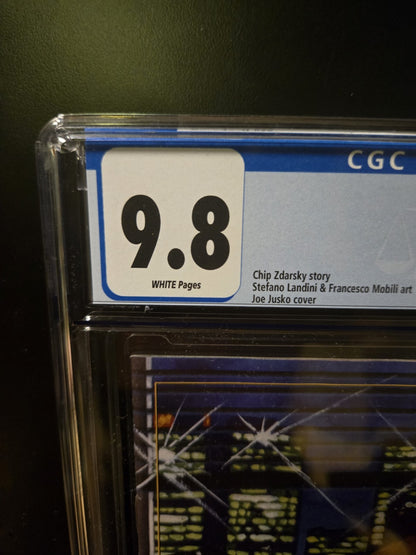 CGC
9.8
WHITE Pages
Chip Zdarsky story
Stefano Landini & Francesco Mobili art
Joe Jusko cover